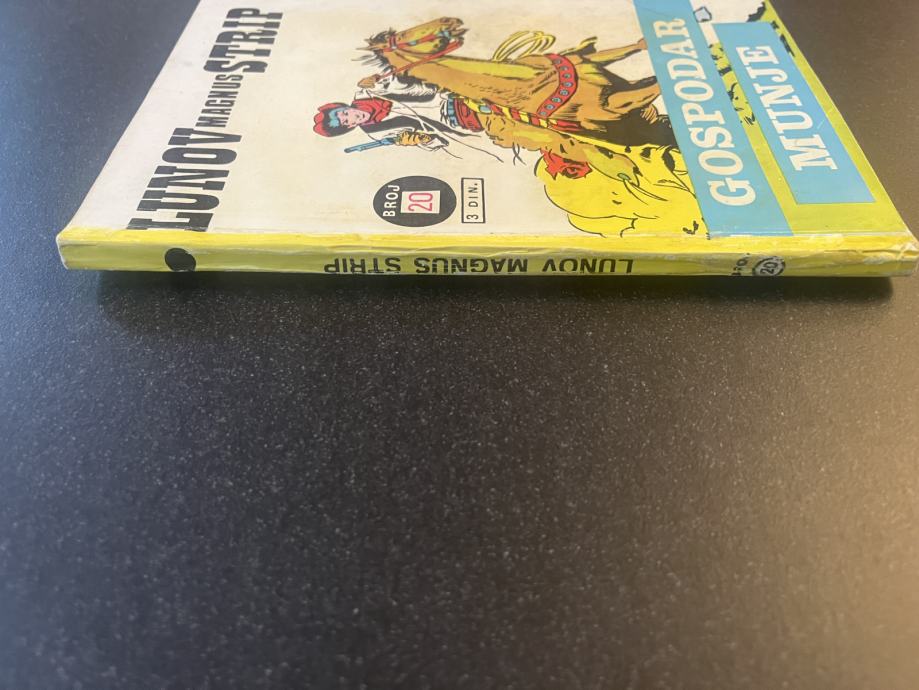 LUNOV MAGNUS STRIP
BROJ
20
3 DIN.
GOSPODAR
MUNJE
LUNOV MAGNUS STRIP
BROJ
20